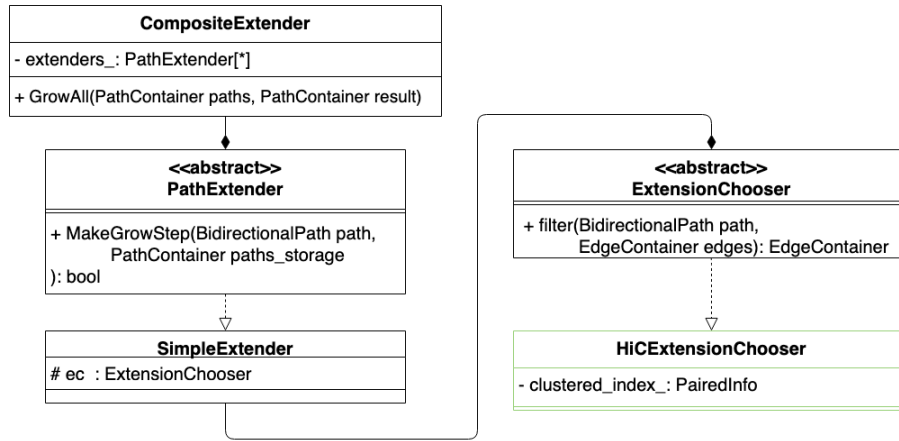 CompositeExtender
- extenders_: PathExtender[*]
+ GrowAll(PathContainer paths, PathContainer result)
<<abstract>>
PathExtender
+ MakeGrowStep(BidirectionalPath path,
PathContainer paths_storage
): bool
SimpleExtender
# ec : ExtensionChooser
<<abstract>>
ExtensionChooser
+ filter(BidirectionalPath path,
EdgeContainer edges): EdgeContainer
HiCExtensionChooser
- clustered_index_: PairedInfo